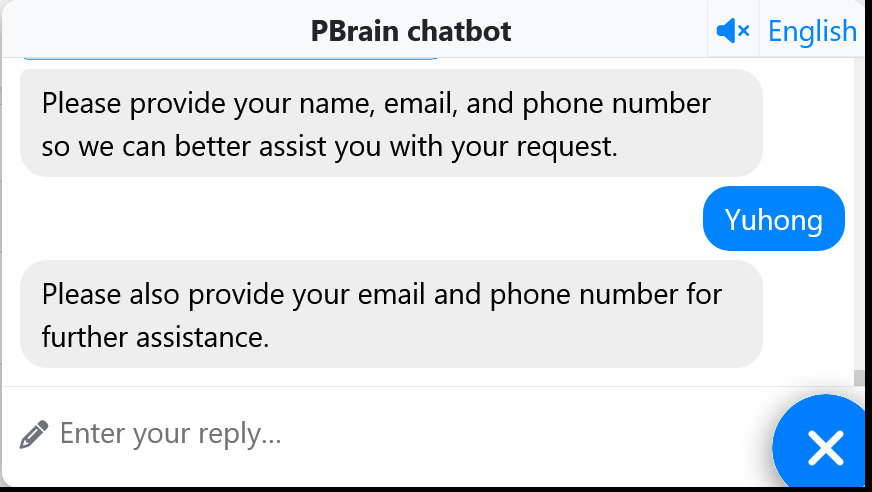 PBrain chatbot
English
Please provide your name, email, and phone number
so we can better assist you with your request.
Yuhong
Please also provide your email and phone number for
further assistance.
Enter your reply...